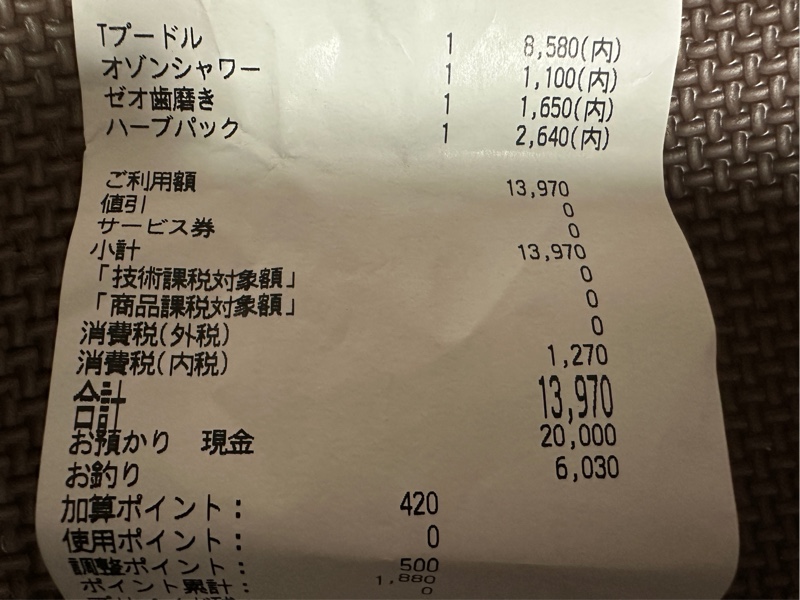 Tプードル 1 8,580(内)
オゾンシャワー 1 1,100(内)
ゼオ歯磨き 1 1,650(内)
ハーブパック 1 2,640(内)
ご利用額 13,970
値引 0
サービス券 0
小計 13,970
「技術課税対象額」 0
「商品課税対象額」 0
消費税(外税) 0
消費税(内税) 1,270
合計 13,970
お預かり 現金 20,000
お釣り 6,030
加算ポイント: 420
使用ポイント: 0
調整ポイント: 500
ポイント累計: 1,880
0